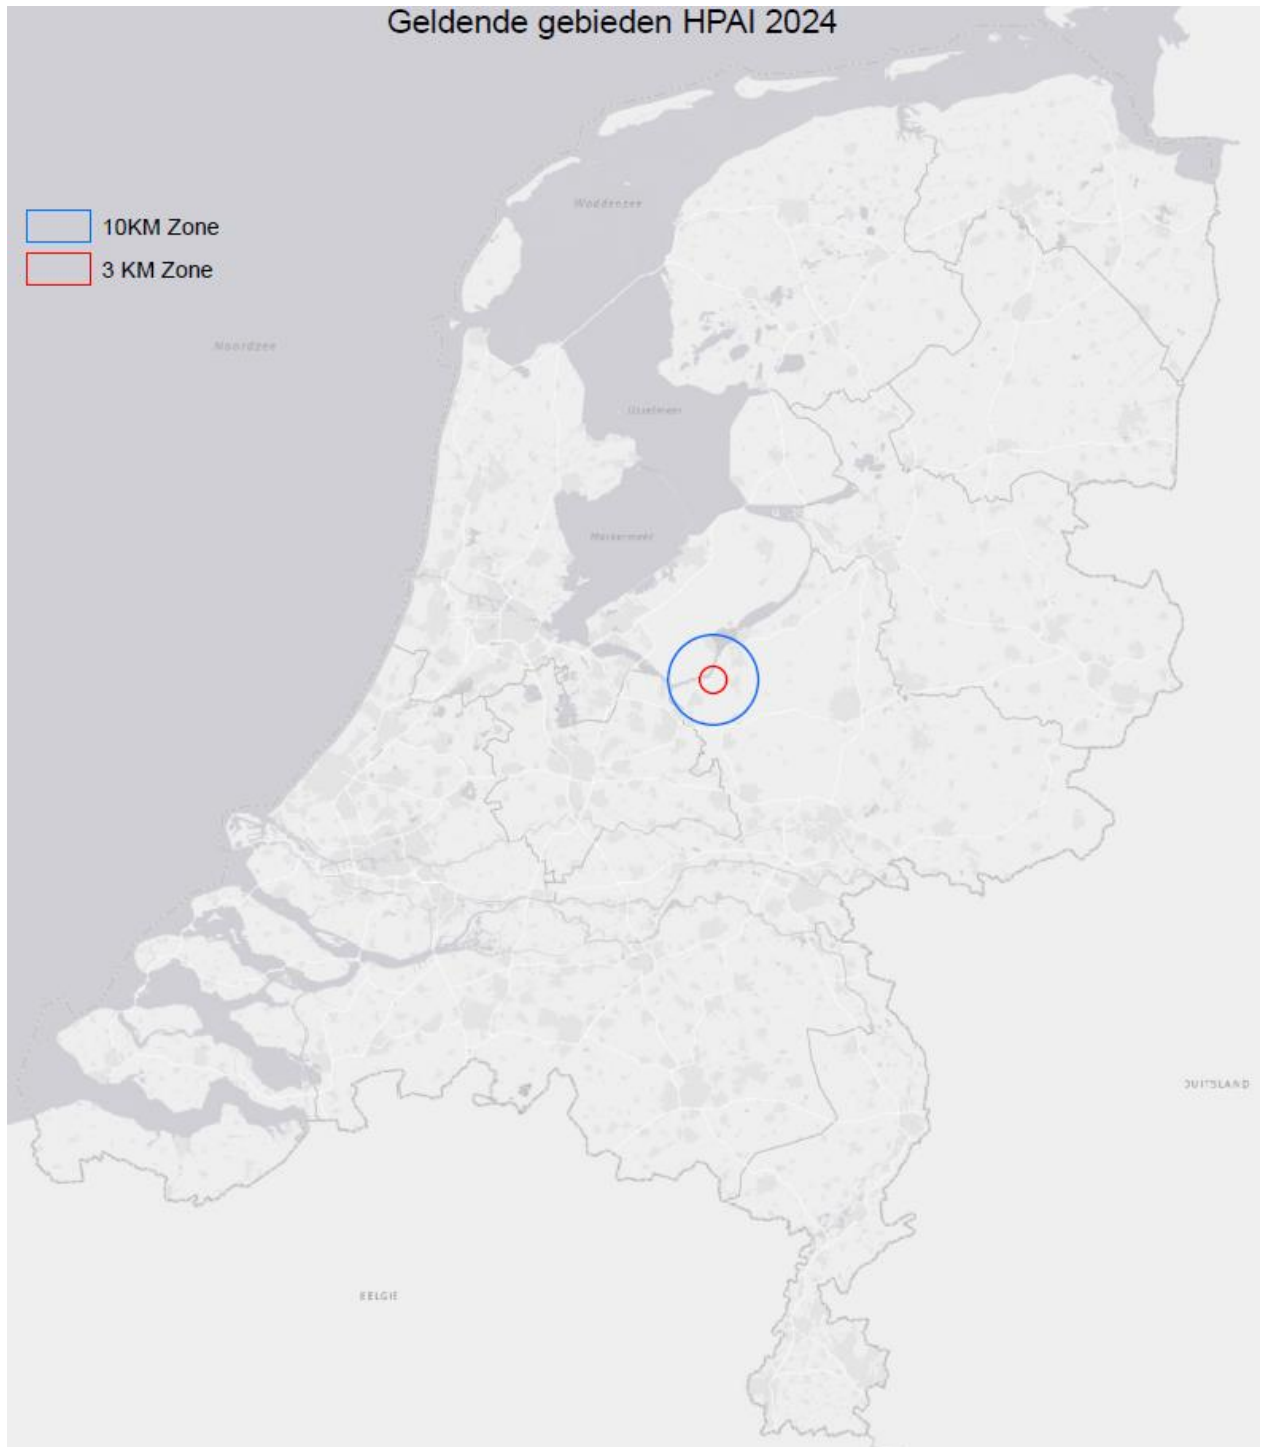 Geldende gebieden HPAI 2024
Waddenzee
10KM Zone
3 KM Zone
Noordzee
IJsselmeer
Markermeer
DUITSLAND
BELGIE